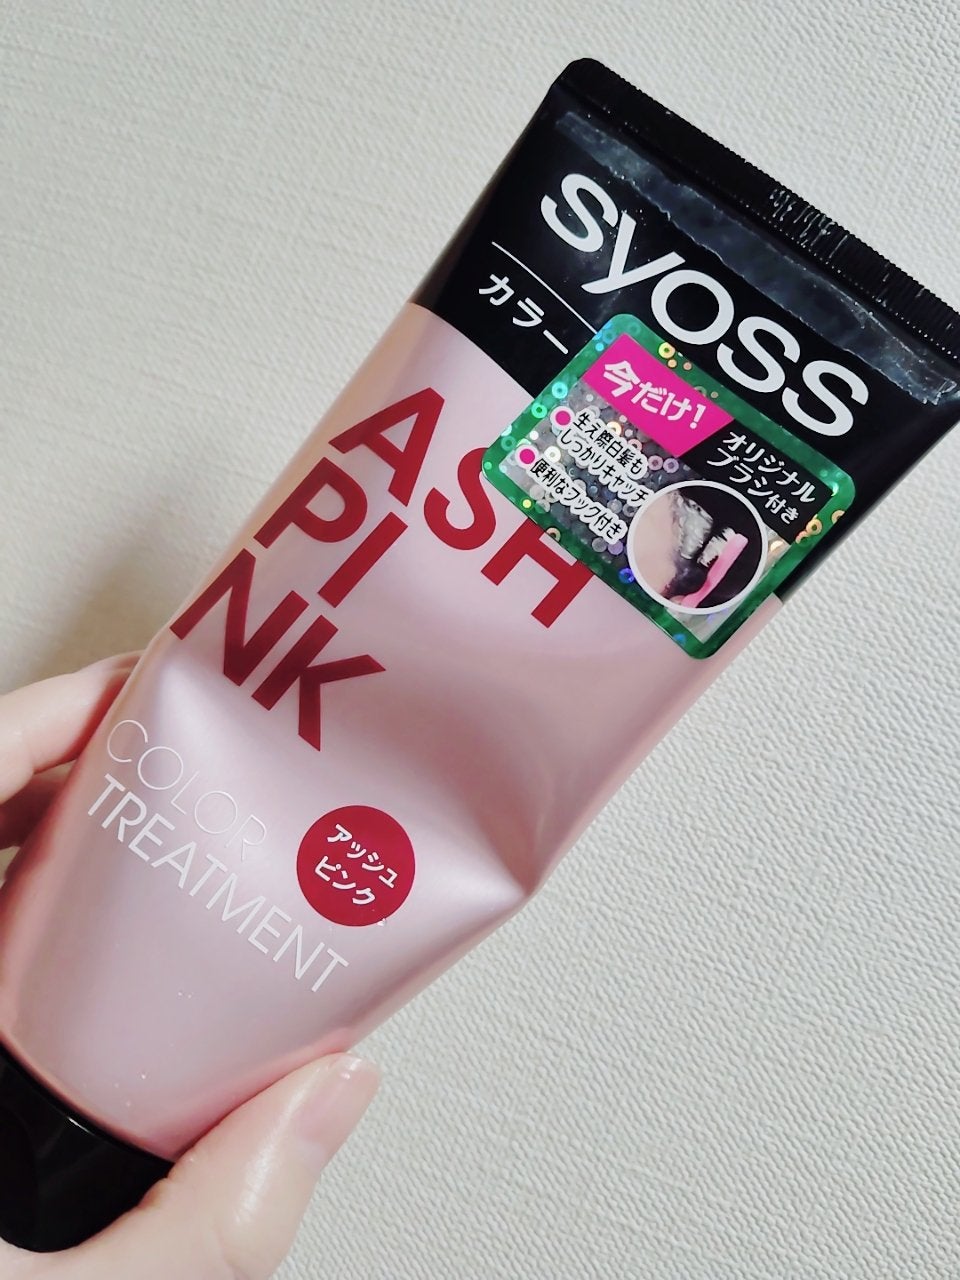 syoss
カラー
今だけ!
オリジナル
ブラシ付き
●生え際白髪も
しっかりキャッチ
●便利なフック付き
ASH
PI
NK
COLOR
TREATMENT
アッシュ
ピンク